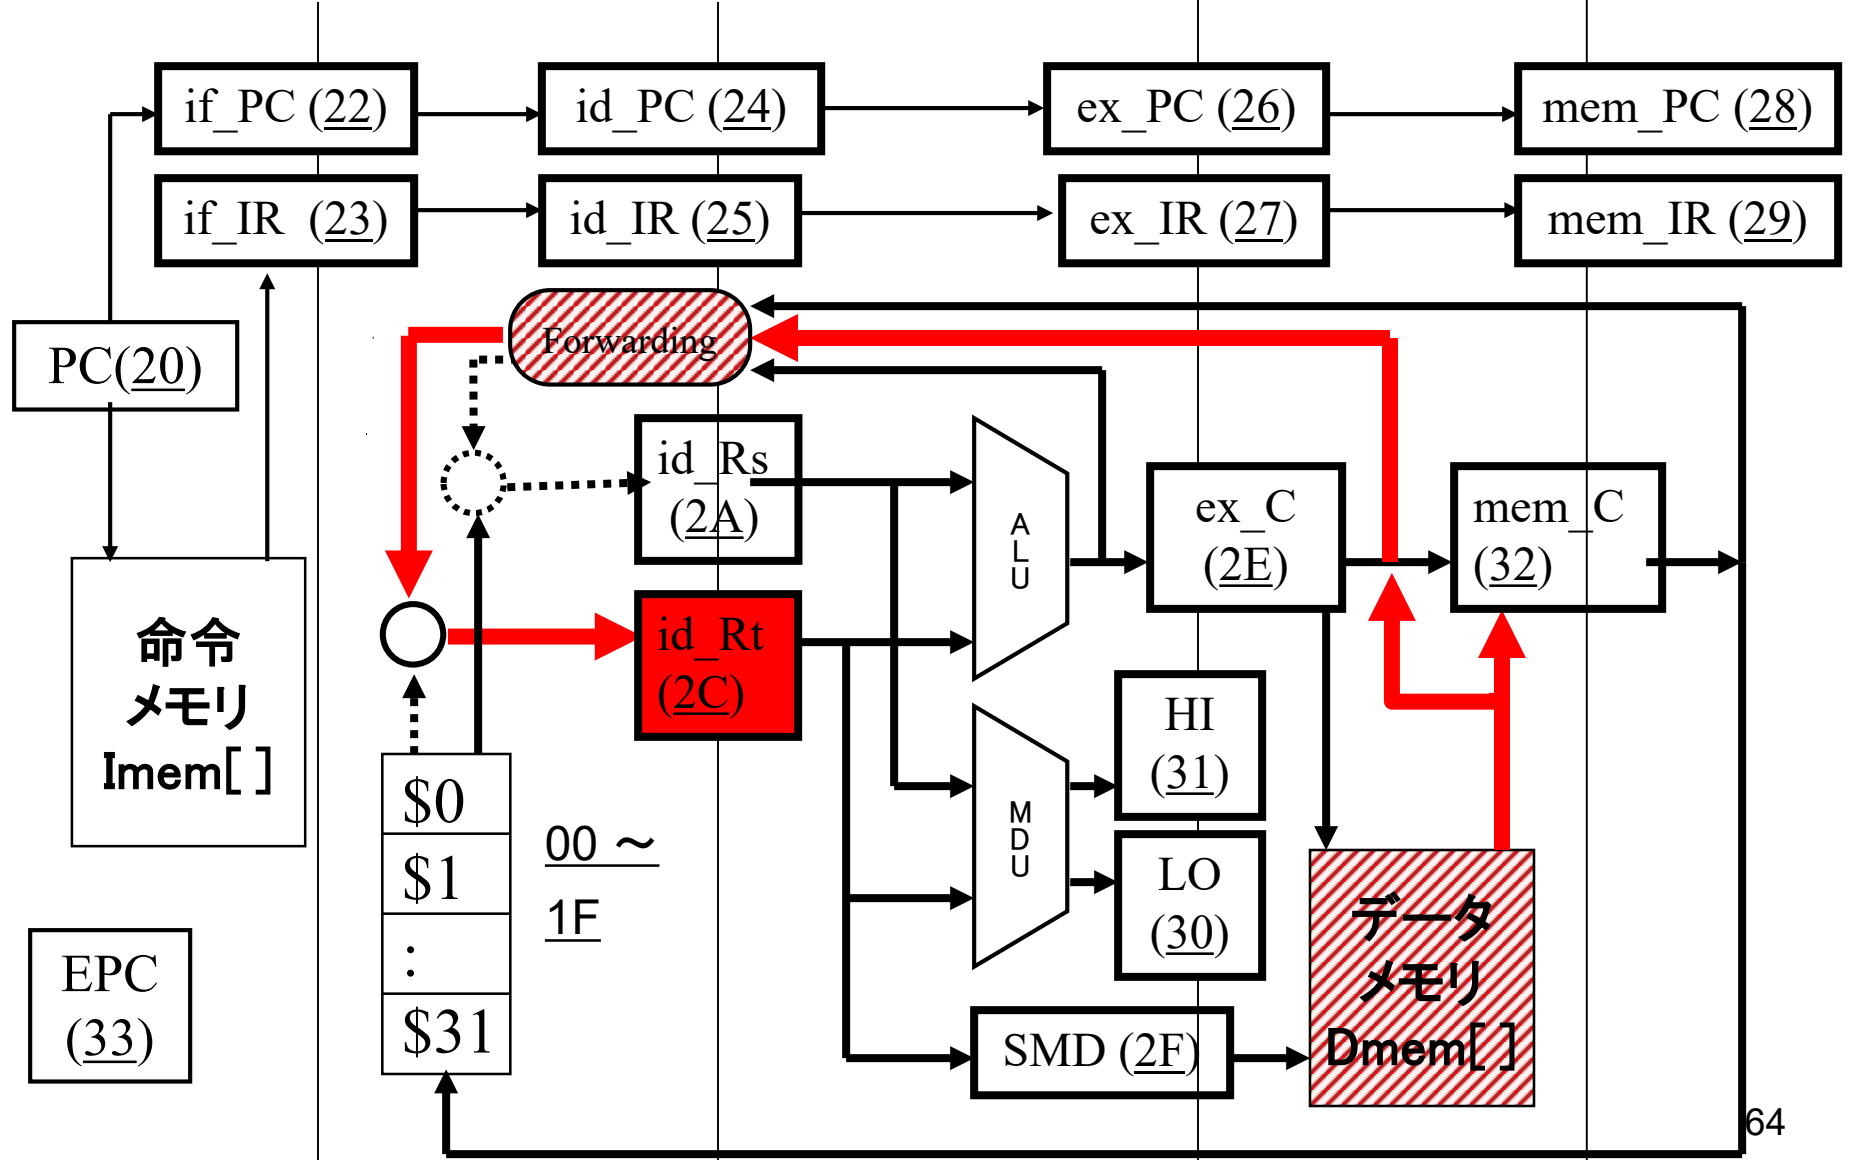 if_PC (22)
id_PC (24)
ex_PC (26)
mem_PC (28)
if_IR (23)
id_IR (25)
ex_IR (27)
mem_IR (29)
PC(20)
Forwarding
命令
メモリ
Imem[ ]
id_Rs
(2A)
id_Rt
(2C)
A
L
U
ex_C
(2E)
mem_C
(32)
M
D
U
HI
(31)
LO
(30)
$0
$1
:
$31
00 ～
1F
EPC
(33)
SMD (2F)
データ
メモリ
Dmem[ ]
64